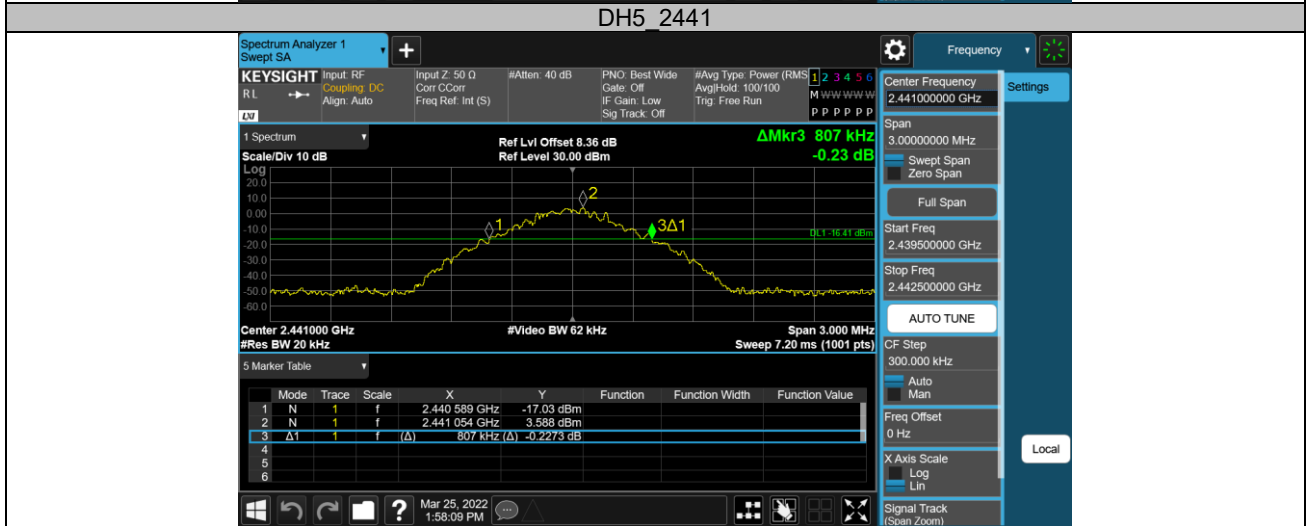 DH5_2441
Spectrum Analyzer 1
Swept SA
Frequency
KEYSIGHT
RL
LXI
Input: RF
Coupling: DC
Align: Auto
Input Z: 50 Ω
Corr CCorr
Freq Ref: Int (S)
#Atten: 40 dB
PNO: Best Wide
Gate: Off
IF Gain: Low
Sig Track: Off
#Avg Type: Power (RMS
Avg|Hold: 100/100
Trig: Free Run
1 2 3 4 5 6
M W W W W W
P P P P P P
1 Spectrum
Scale/Div 10 dB
Log
Ref Lvl Offset 8.36 dB
Ref Level 30.00 dBm
ΔMkr3 807 kHz
-0.23 dB
20.0
10.0
0.00
-10.0
-20.0
-30.0
-40.0
-50.0
-60.0
1
2
3Δ1
DL1 -16.41 dBm
Center 2.441000 GHz
#Res BW 20 kHz
#Video BW 62 kHz
Span 3.000 MHz
Sweep 7.20 ms (1001 pts)
5 Marker Table
Mode Trace Scale X Y Function Function Width Function Value
1 N 1 f 2.440 589 GHz -17.03 dBm
2 N 1 f 2.441 054 GHz 3.588 dBm
3 Δ1 1 f (Δ) 807 kHz (Δ) -0.2273 dB
4
5
6
Mar 25, 2022
1:58:09 PM
Center Frequency
2.441000000 GHz
Span
3.00000000 MHz
Swept Span
Zero Span
Full Span
Start Freq
2.439500000 GHz
Stop Freq
2.442500000 GHz
AUTO TUNE
CF Step
300.000 kHz
Auto
Man
Freq Offset
0 Hz
X Axis Scale
Log
Lin
Signal Track
(Span Zoom)
Settings
Local